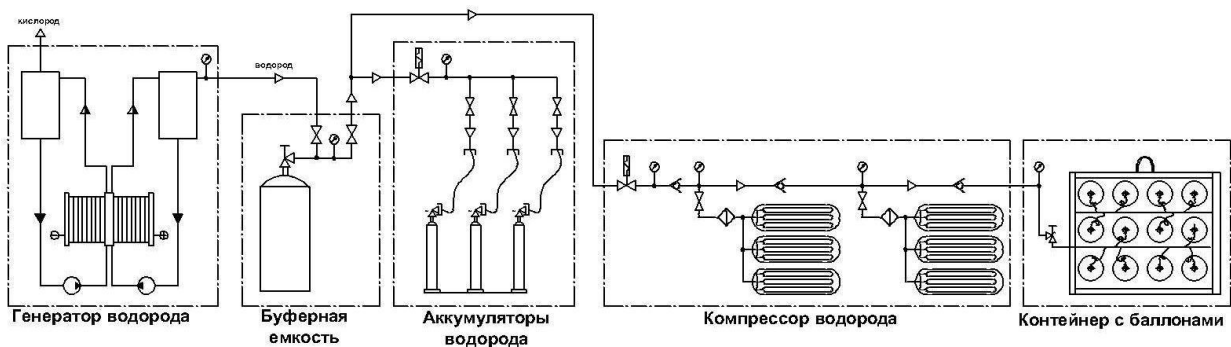 кислород
водород
Генератор водорода
Буферная
емкость
Аккумуляторы
водорода
Компрессор водорода
Контейнер с баллонами